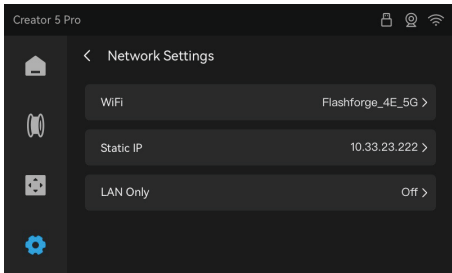 Creator 5 Pro
Network Settings
WiFi Flashforge_4E_5G
Static IP 10.33.23.222
LAN Only Off